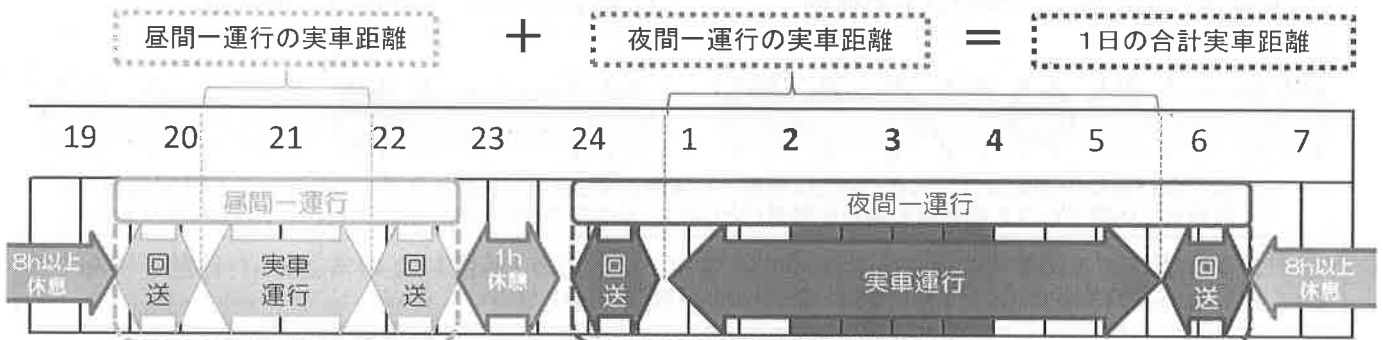 昼間一運行の実車距離 + 夜間一運行の実車距離 = 1日の合計実車距離
19 20 21 22 23 24 1 2 3 4 5 6 7
昼間一運行
夜間一運行
8h以上
休息
回
送
実車
運行
回
送
1h
休憩
回
送
実車運行
回
送
8h以上
休息